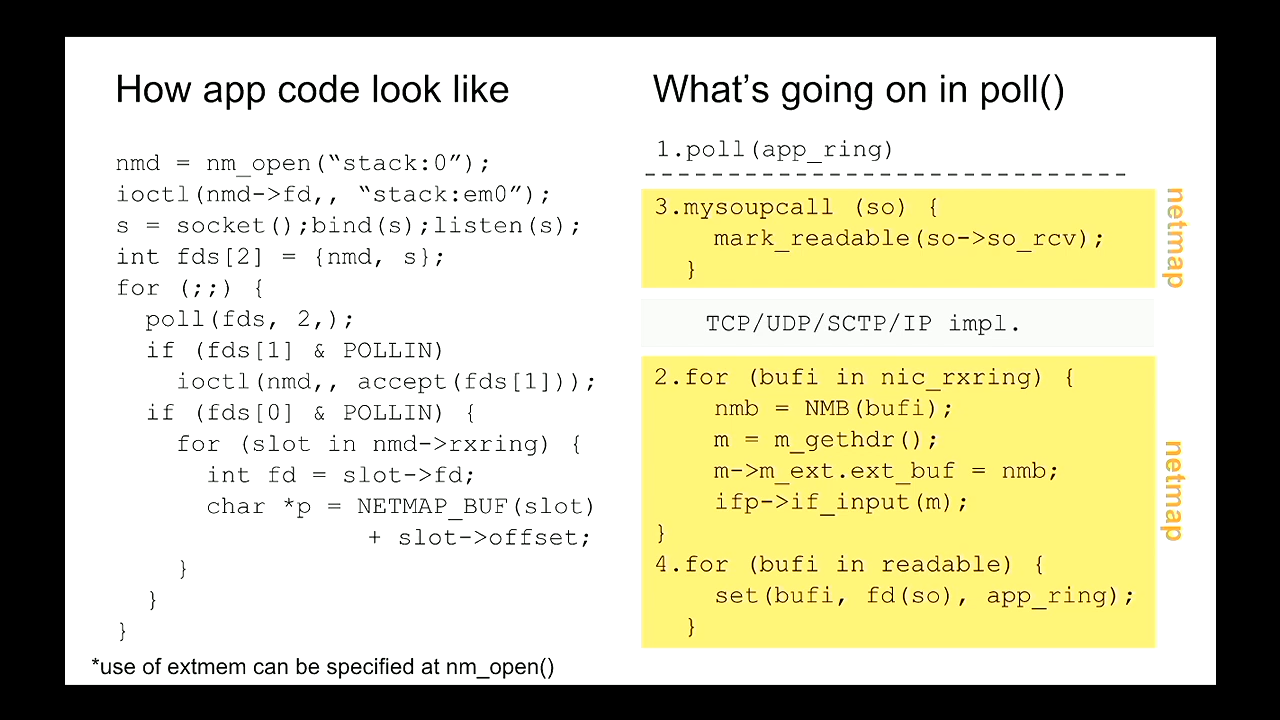 How app code look like
nmd = nm_open(“stack:0”);
ioctl(nmd->fd,, “stack:em0”);
s = socket();bind(s);listen(s);
int fds[2] = {nmd, s};
for (;;) {
poll(fds, 2,);
if (fds[1] & POLLIN)
ioctl(nmd,, accept(fds[1]));
if (fds[0] & POLLIN) {
for (slot in nmd->rxring) {
int fd = slot->fd;
char *p = NETMAP_BUF(slot)
+ slot->offset;
}
}
}
*use of extmem can be specified at nm_open()
What’s going on in poll()
1.poll(app_ring)
-----------------------------
3.mysoupcall (so) {
mark_readable(so->so_rcv);
}
netmap
TCP/UDP/SCTP/IP impl.
2.for (bufi in nic_rxring) {
nmb = NMB(bufi);
m = m_gethdr();
m->m_ext.ext_buf = nmb;
ifp->if_input(m);
}
4.for (bufi in readable) {
set(bufi, fd(so), app_ring);
}
netmap